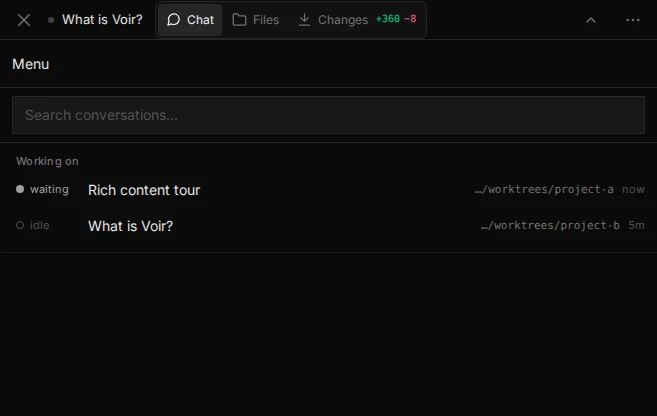 What is Voir? Chat Files Changes +360 −8
Menu
Search conversations...
Working on
waiting Rich content tour …/worktrees/project-a now
idle What is Voir? …/worktrees/project-b 5m